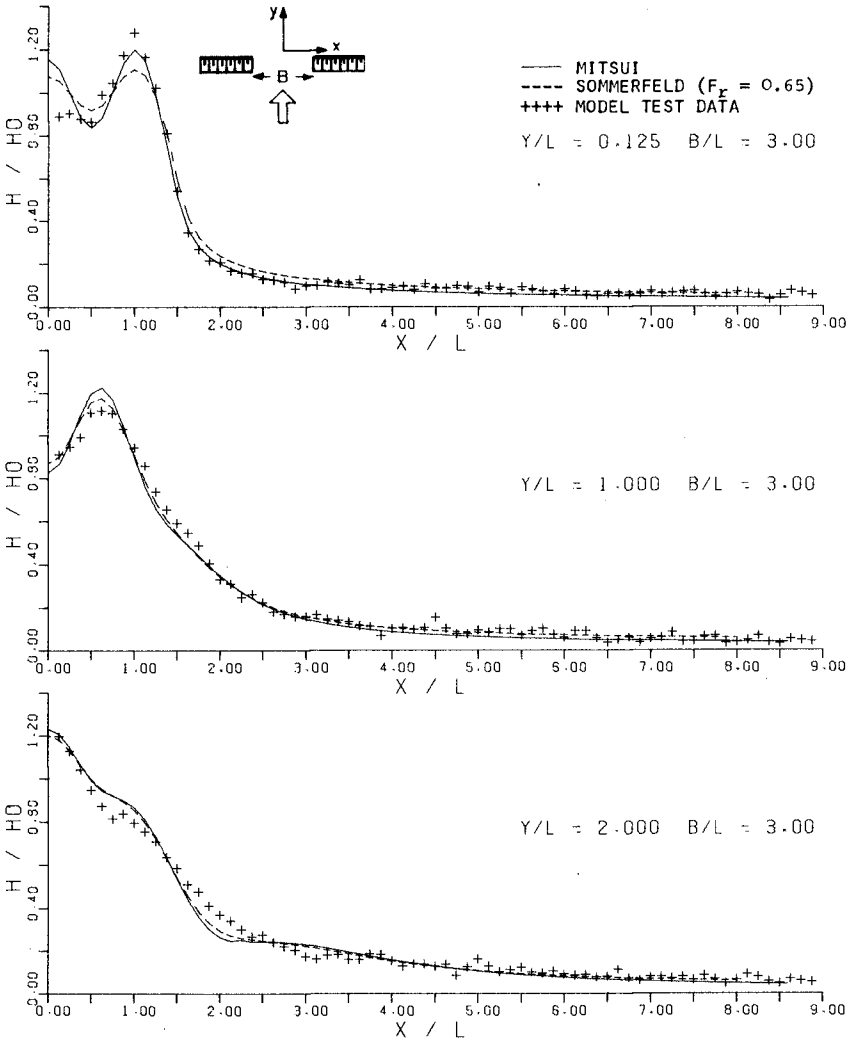 y
x
B
MITSUI
SOMMERFELD (Fr = 0.65)
++++ MODEL TEST DATA
Y/L = 0.125 B/L = 3.00
H / HO
1.20
0.80
0.40
0.00
0.00 1.00 2.00 3.00 4.00 5.00 6.00 7.00 8.00 9.00
X / L
Y/L = 1.000 B/L = 3.00
H / HO
1.20
0.80
0.40
0.00
0.00 1.00 2.00 3.00 4.00 5.00 6.00 7.00 8.00 9.00
X / L
Y/L = 2.000 B/L = 3.00
H / HO
1.20
0.80
0.40
0.00
0.00 1.00 2.00 3.00 4.00 5.00 6.00 7.00 8.00 9.00
X / L